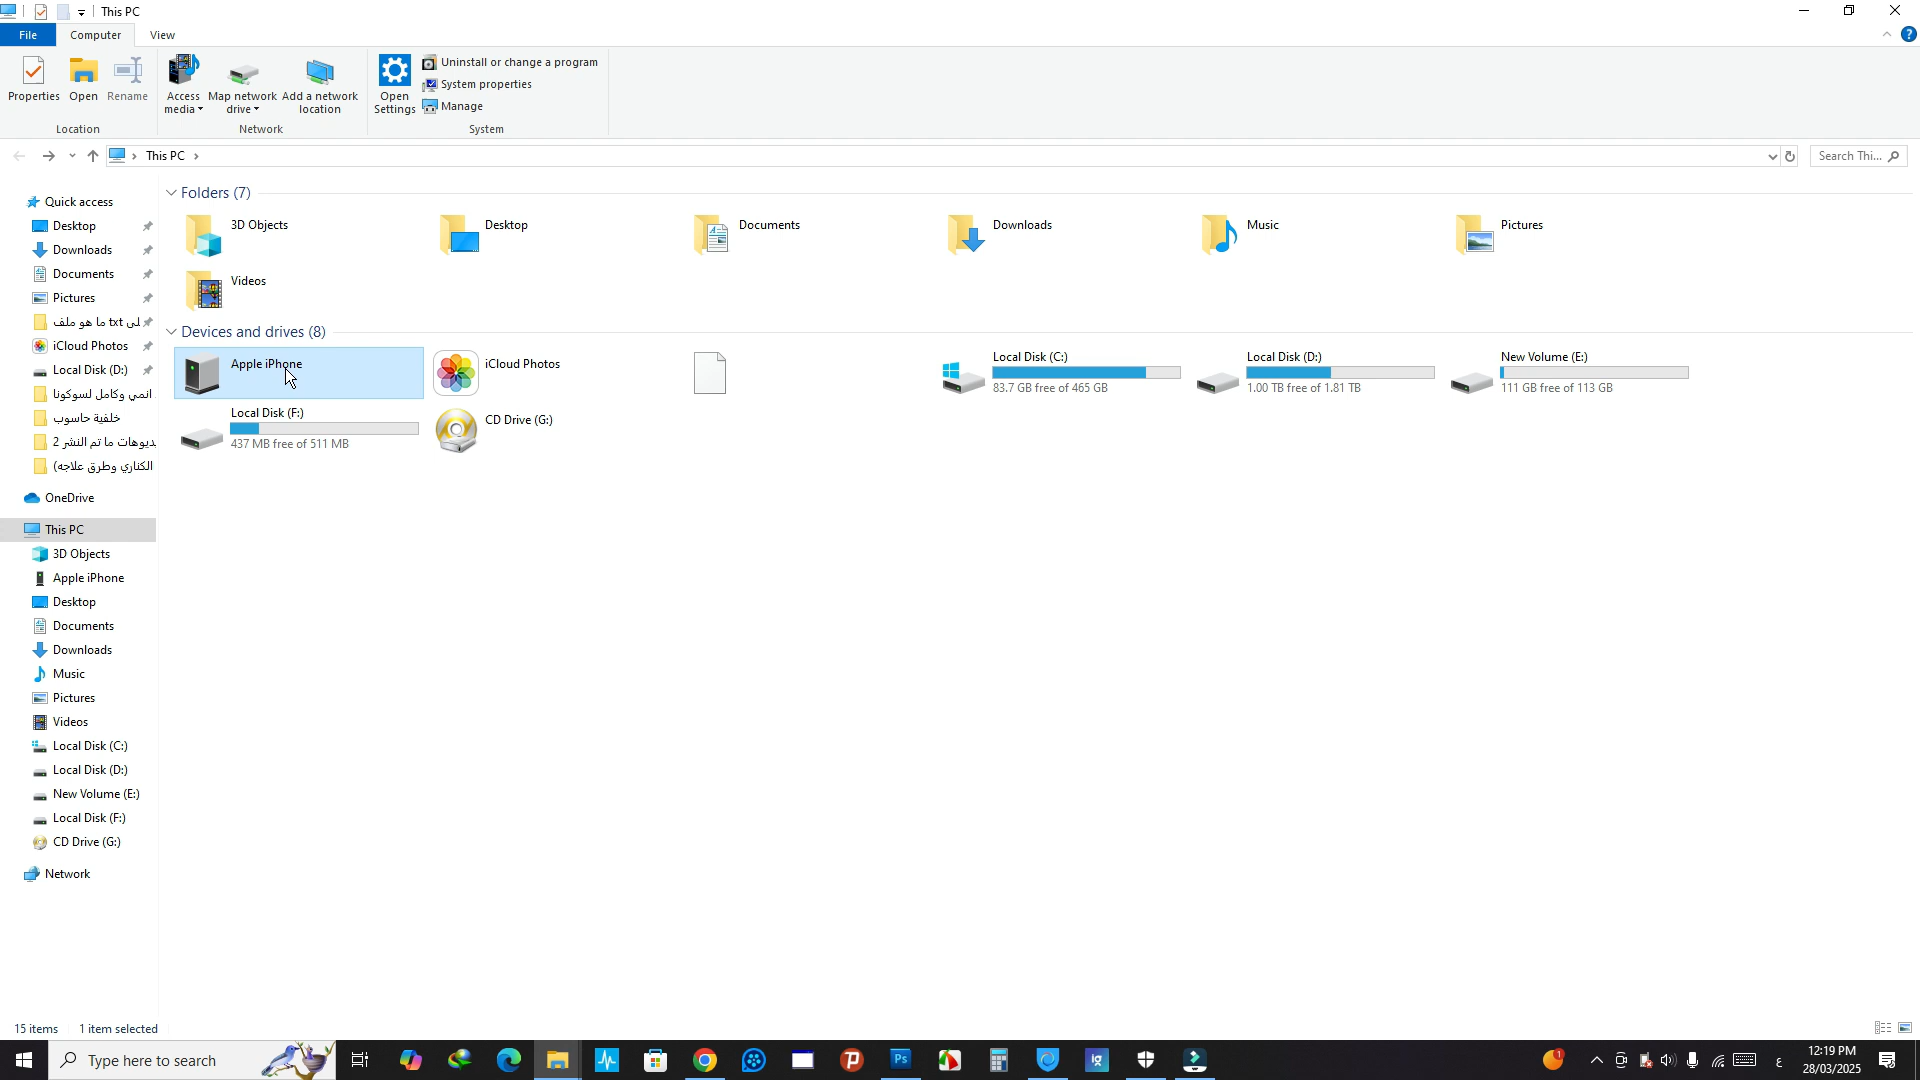 This PC
File
Computer
View
Properties
Open
Rename
Access media
Map network drive
Add a network location
Open Settings
Uninstall or change a program
System properties
Manage
Location
Network
System
This PC
Search Thi...
Folders (7)
3D Objects
Desktop
Documents
Downloads
Music
Pictures
Videos
Devices and drives (8)
Apple iPhone
iCloud Photos
Local Disk (C:)
83.7 GB free of 465 GB
Local Disk (D:)
1.00 TB free of 1.81 TB
New Volume (E:)
111 GB free of 113 GB
Local Disk (F:)
437 MB free of 511 MB
CD Drive (G:)
Quick access
Desktop
Downloads
Documents
Pictures
ما هو ملف txt
iCloud Photos
Local Disk (D:)
انمي وكامل لسوكونا
خلفية حاسوب
ما تم النشر 2
الكناري وطرق علاجه)
OneDrive
This PC
3D Objects
Apple iPhone
Desktop
Documents
Downloads
Music
Pictures
Videos
Local Disk (C:)
Local Disk (D:)
New Volume (E:)
Local Disk (F:)
CD Drive (G:)
Network
15 items
1 item selected
Type here to search
Ps
Ig
1
ع
12:19 PM
28/03/2025